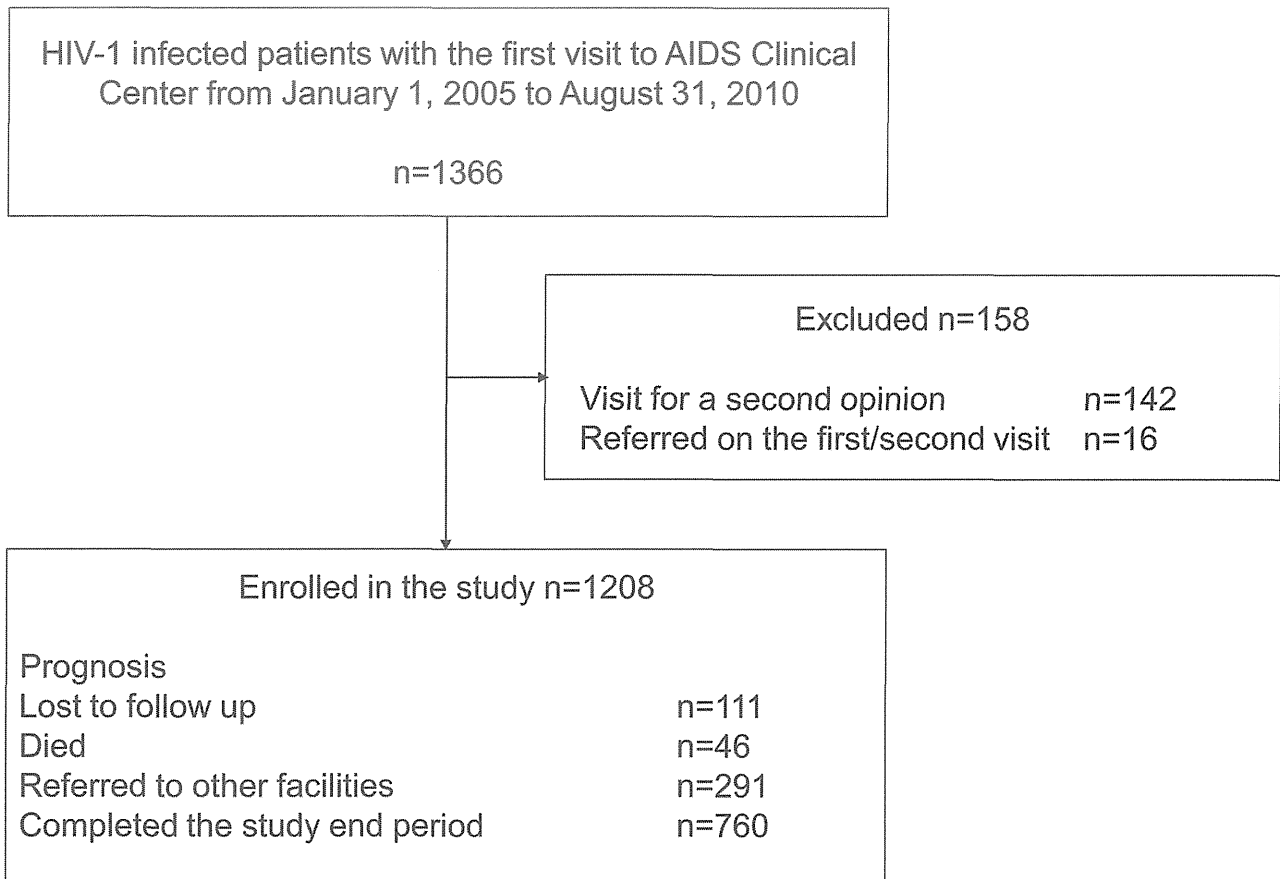 HIV-1 infected patients with the first visit to AIDS Clinical
Center from January 1, 2005 to August 31, 2010
n=1366
Excluded n=158
Visit for a second opinion n=142
Referred on the first/second visit n=16
Enrolled in the study n=1208
Prognosis
Lost to follow up n=111
Died n=46
Referred to other facilities n=291
Completed the study end period n=760